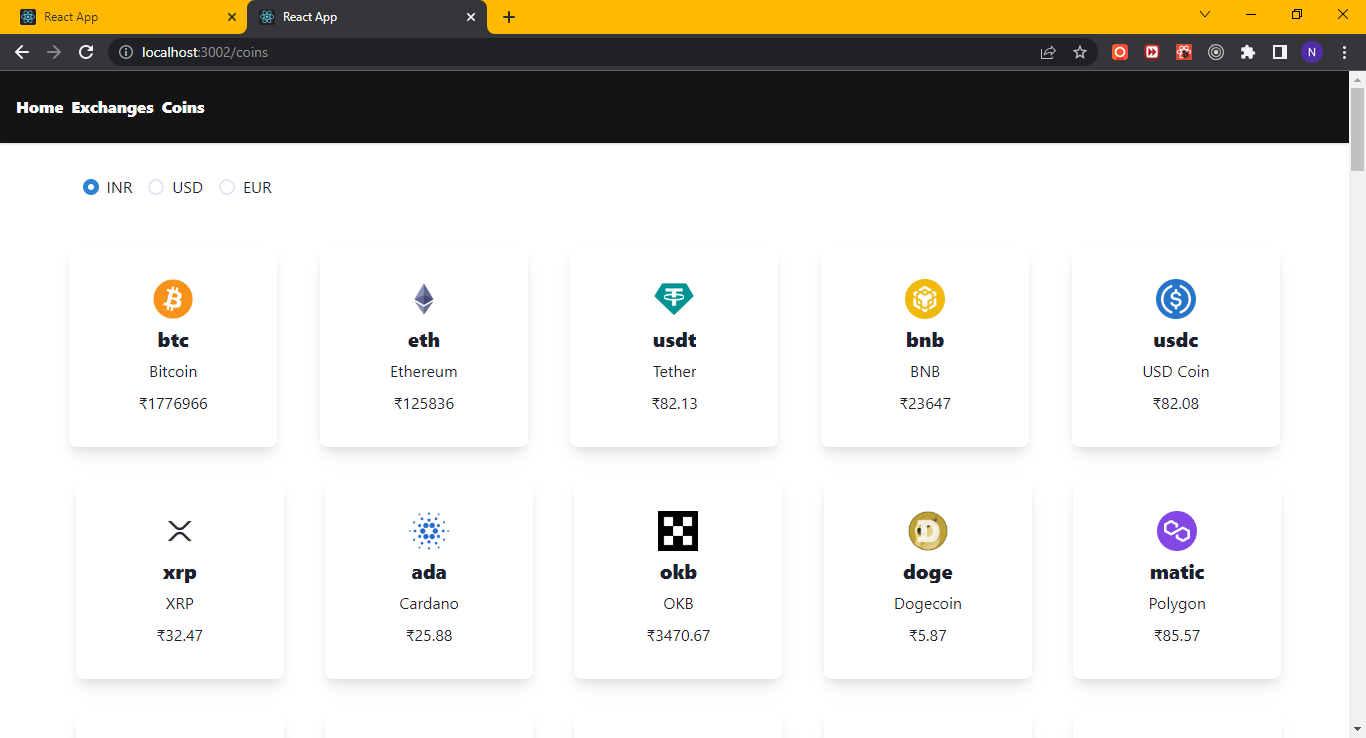 React App
React App
localhost:3002/coins
N
Home Exchanges Coins
INR USD EUR
btc
Bitcoin
₹1776966
eth
Ethereum
₹125836
usdt
Tether
₹82.13
bnb
BNB
₹23647
usdc
USD Coin
₹82.08
xrp
XRP
₹32.47
ada
Cardano
₹25.88
okb
OKB
₹3470.67
doge
Dogecoin
₹5.87
matic
Polygon
₹85.57